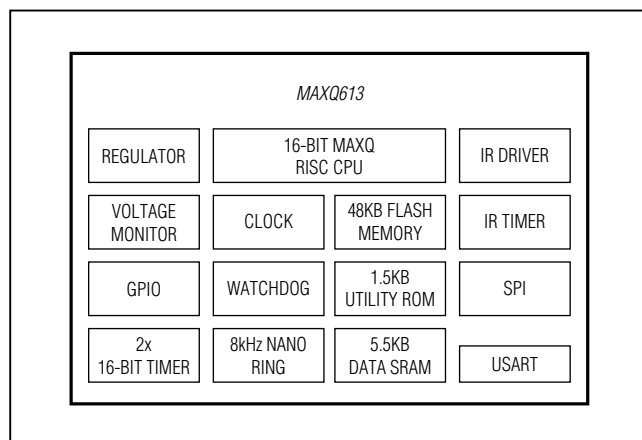 MAXQ613
REGULATOR
16-BIT MAXQ
RISC CPU
IR DRIVER
VOLTAGE
MONITOR
CLOCK
48KB FLASH
MEMORY
IR TIMER
GPIO
WATCHDOG
1.5KB
UTILITY ROM
SPI
2x
16-BIT TIMER
8kHz NANO
RING
5.5KB
DATA SRAM
USART